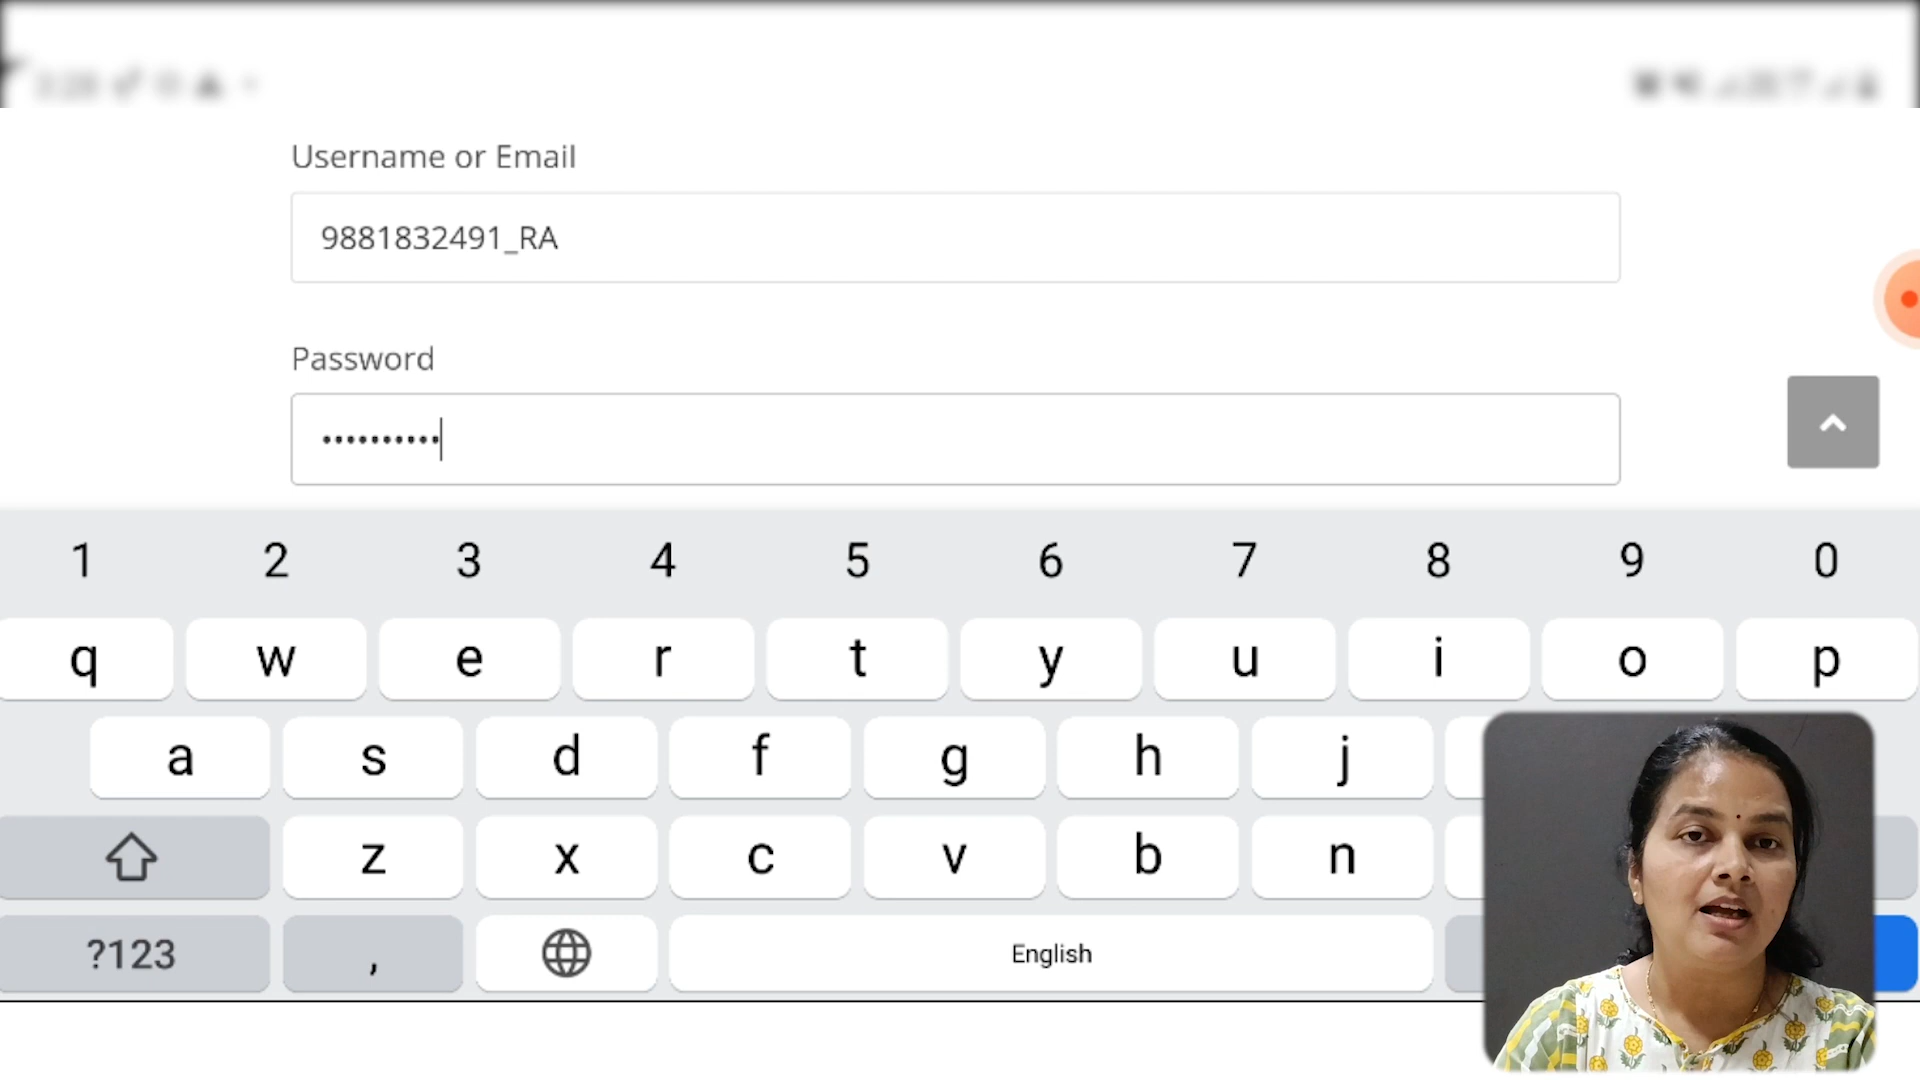 Username or Email
9881832491_RA
Password
1 2 3 4 5 6 7 8 9 0
q w e r t y u i o p
a s d f g h j
z x c v b n
?123 , English